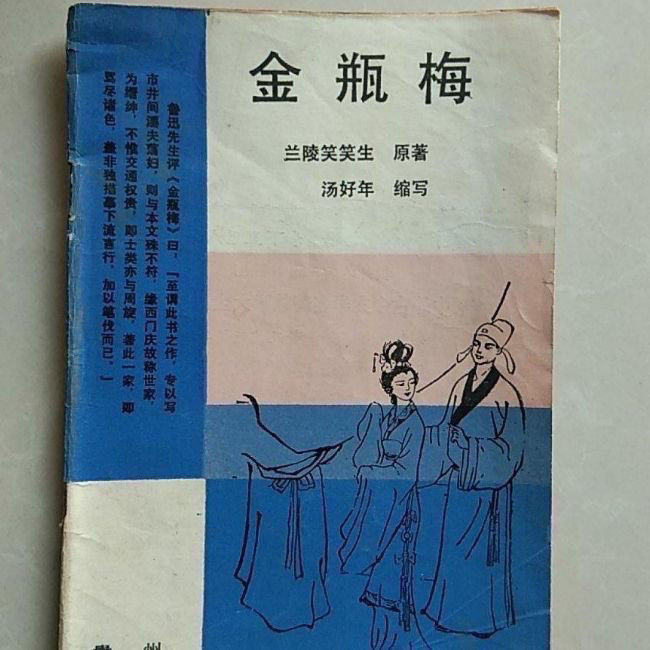 金瓶梅
兰陵笑笑生 原著
汤好年 缩写
鲁迅先生评《金瓶梅》曰：「至谓此书之作，专以写
市井间淫夫荡妇，则与本文殊不符，缘西门庆故称世家，
为搢绅，不惟交通权贵，即士类亦与周旋，著此一家，即
骂尽诸色，盖非独描摹下流言行，加以笔伐而已。」
州